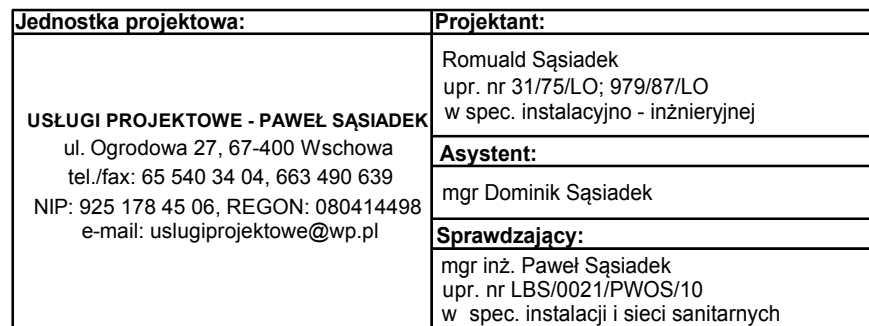 Jednostka projektowa:
USŁUGI PROJEKTOWE - PAWEŁ SĄSIADEK
ul. Ogrodowa 27, 67-400 Wschowa
tel./fax: 65 540 34 04, 663 490 639
NIP: 925 178 45 06, REGON: 080414498
e-mail: uslugiprojektowe@wp.pl
Projektant:
Romuald Sąsiadek
upr. nr 31/75/LO; 979/87/LO
w spec. instalacyjno - inżnieryjnej
Asystent:
mgr Dominik Sąsiadek
Sprawdzający:
mgr inż. Paweł Sąsiadek
upr. nr LBS/0021/PWOS/10
w spec. instalacji i sieci sanitarnych